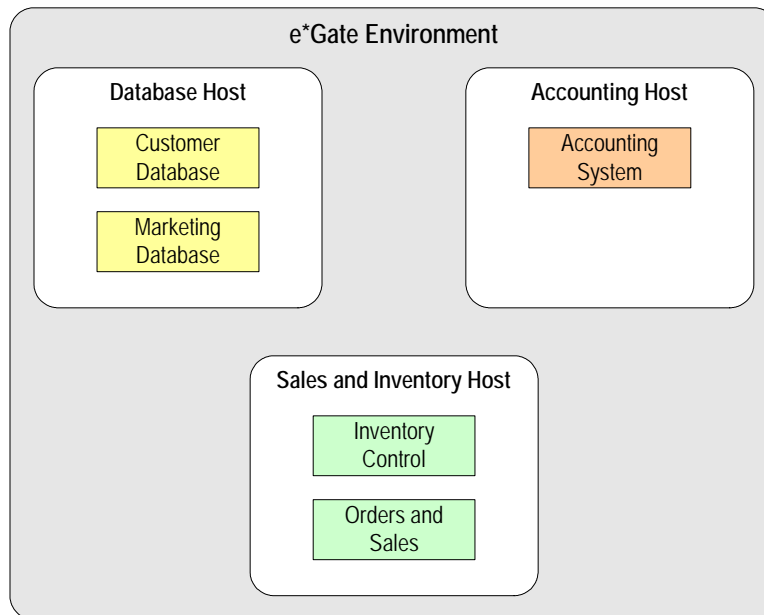 e*Gate Environment
Database Host
Customer
Database
Marketing
Database
Accounting Host
Accounting
System
Sales and Inventory Host
Inventory
Control
Orders and
Sales